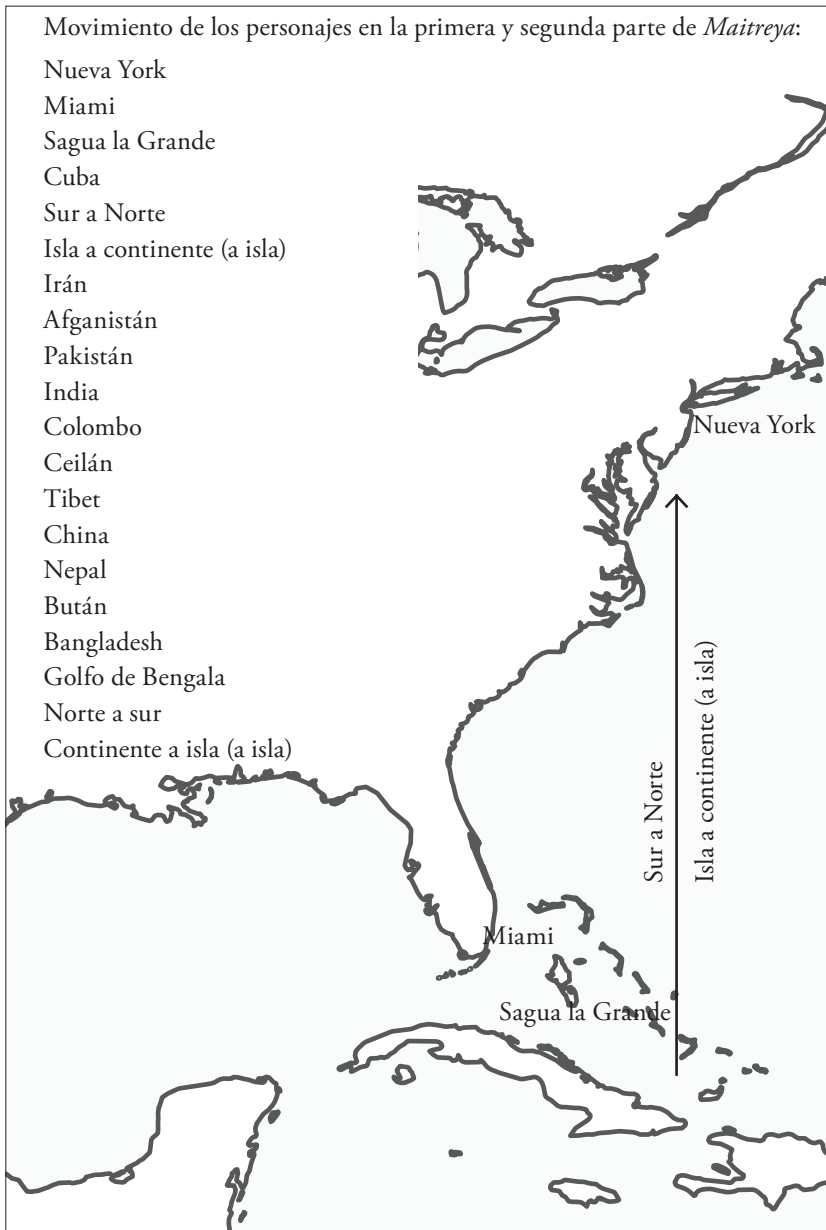 Movimiento de los personajes en la primera y segunda parte de Maitreya:
Nueva York
Miami
Sagua la Grande
Cuba
Sur a Norte
Isla a continente (a isla)
Irán
Afganistán
Pakistán
India
Colombo
Ceilán
Tibet
China
Nepal
Bután
Bangladesh
Golfo de Bengala
Norte a sur
Continente a isla (a isla)
Nueva York
Sur a Norte
Isla a continente (a isla)
Miami
Sagua la Grande